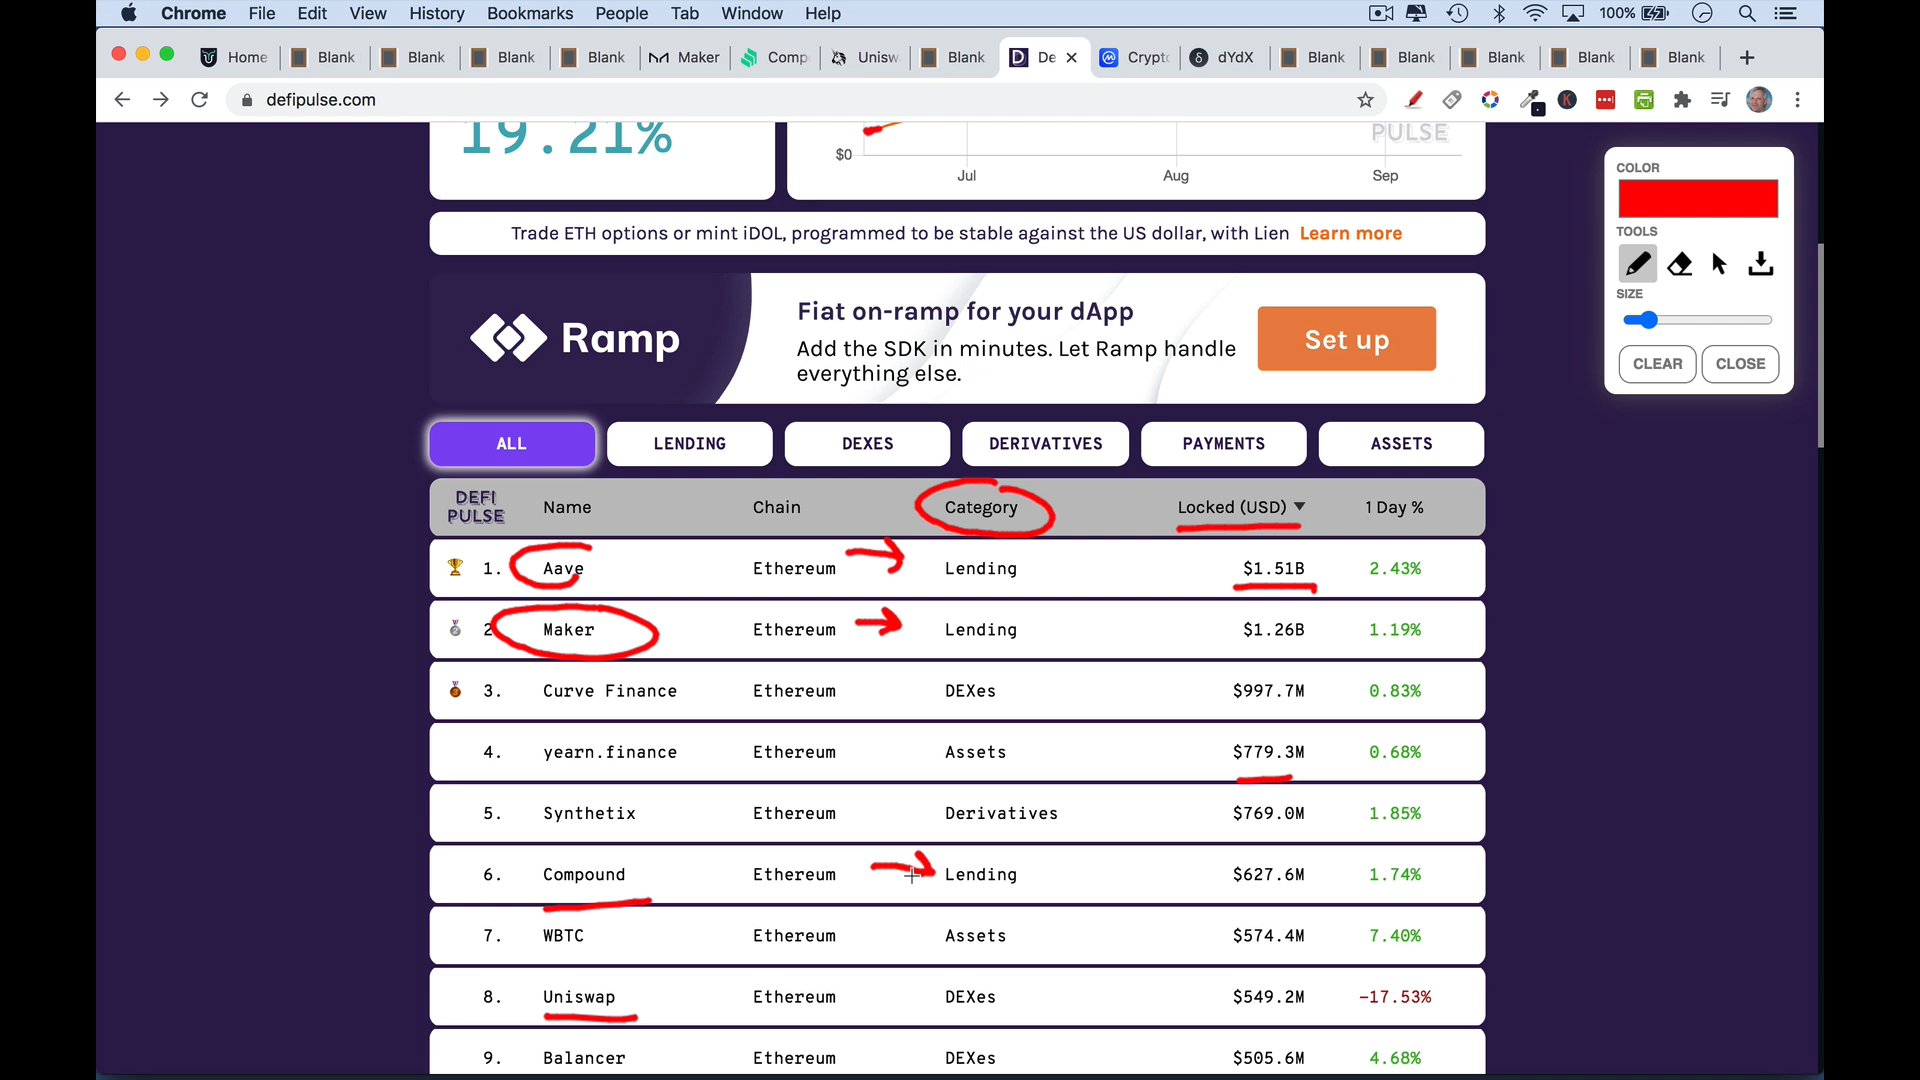 Chrome File Edit View History Bookmarks People Tab Window Help 100%
Home Blank Blank Blank Blank Maker Comp Unisw Blank De Crypto dYdX Blank Blank Blank Blank Blank
defipulse.com
19.21%
$0
PULSE
Jul Aug Sep
Trade ETH options or mint iDOL, programmed to be stable against the US dollar, with Lien Learn more
Ramp
Fiat on-ramp for your dApp
Add the SDK in minutes. Let Ramp handle
everything else.
Set up
COLOR
TOOLS
SIZE
CLEAR CLOSE
ALL LENDING DEXES DERIVATIVES PAYMENTS ASSETS
DEFI PULSE Name Chain Category Locked (USD) ▼ 1 Day %
1. Aave Ethereum Lending $1.51B 2.43%
2 Maker Ethereum Lending $1.26B 1.19%
3. Curve Finance Ethereum DEXes $997.7M 0.83%
4. yearn.finance Ethereum Assets $779.3M 0.68%
5. Synthetix Ethereum Derivatives $769.0M 1.85%
6. Compound Ethereum Lending $627.6M 1.74%
7. WBTC Ethereum Assets $574.4M 7.40%
8. Uniswap Ethereum DEXes $549.2M -17.53%
9. Balancer Ethereum DEXes $505.6M 4.68%